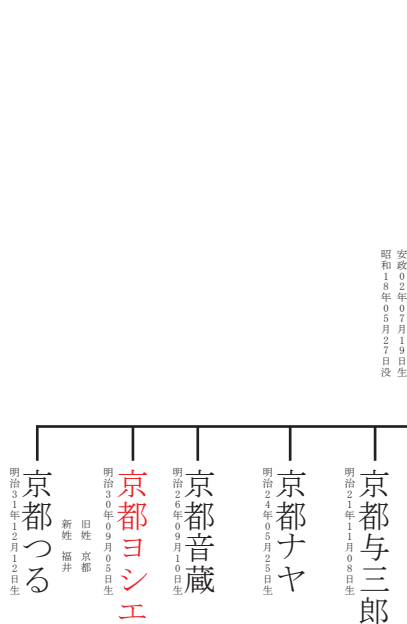 安政02年07月19日生
昭和18年05月27日没
京都与三郎
明治21年11月08日生
京都ナヤ
明治24年05月25日生
京都音蔵
明治26年09月10日生
京都ヨシエ
明治30年09月05日生
旧姓 京都
新姓 福井
京都つる
明治31年12月12日生